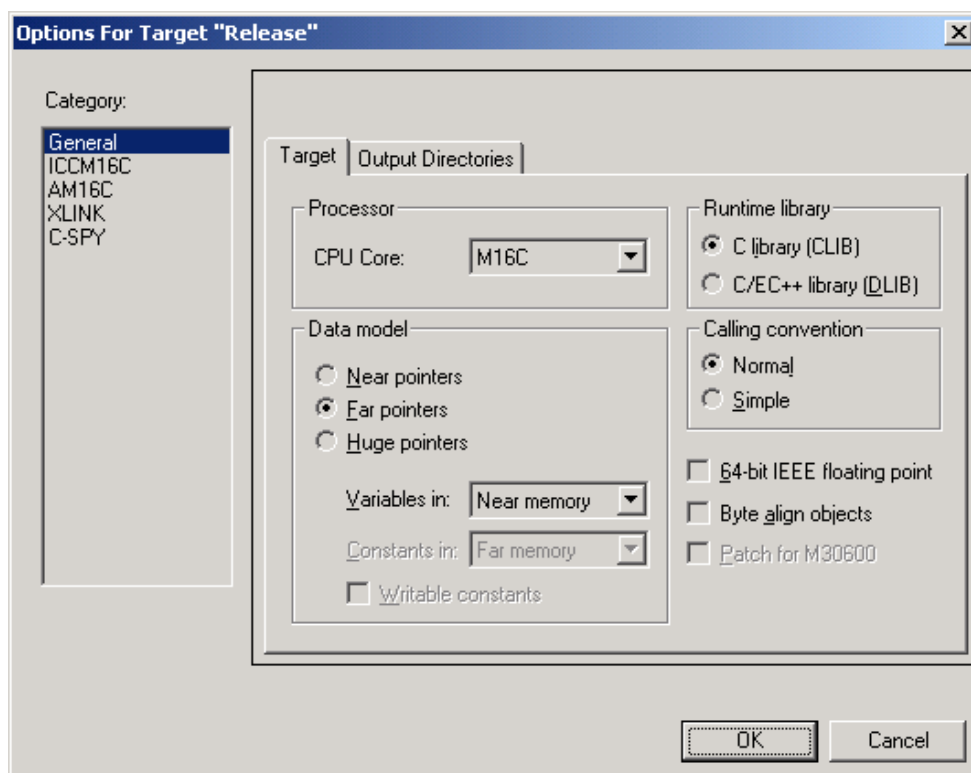 Options For Target "Release"
Category:
General
ICCM16C
AM16C
XLINK
C-SPY
Target
Output Directories
Processor
CPU Core:
M16C
Data model
Near pointers
Far pointers
Huge pointers
Variables in:
Near memory
Constants in:
Far memory
Writable constants
Runtime library
C library (CLIB)
C/EC++ library (DLIB)
Calling convention
Normal
Simple
64-bit IEEE floating point
Byte align objects
Patch for M30600
OK
Cancel